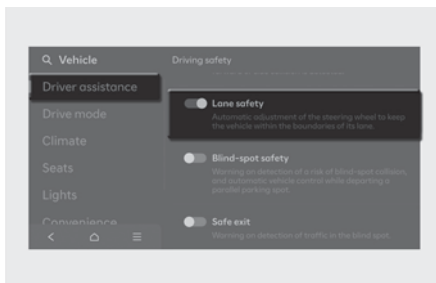 Vehicle
Driving safety
Driver assistance
Drive mode
Climate
Seats
Lights
Convenience
Lane safety
Automatic adjustment of the steering wheel to keep
the vehicle within the boundaries of its lane.
Blind-spot safety
Warning on detection of a risk of blind-spot collision,
and automatic vehicle control while departing a
parallel parking spot
Safe exit
Warning on detection of traffic in the blind spot.